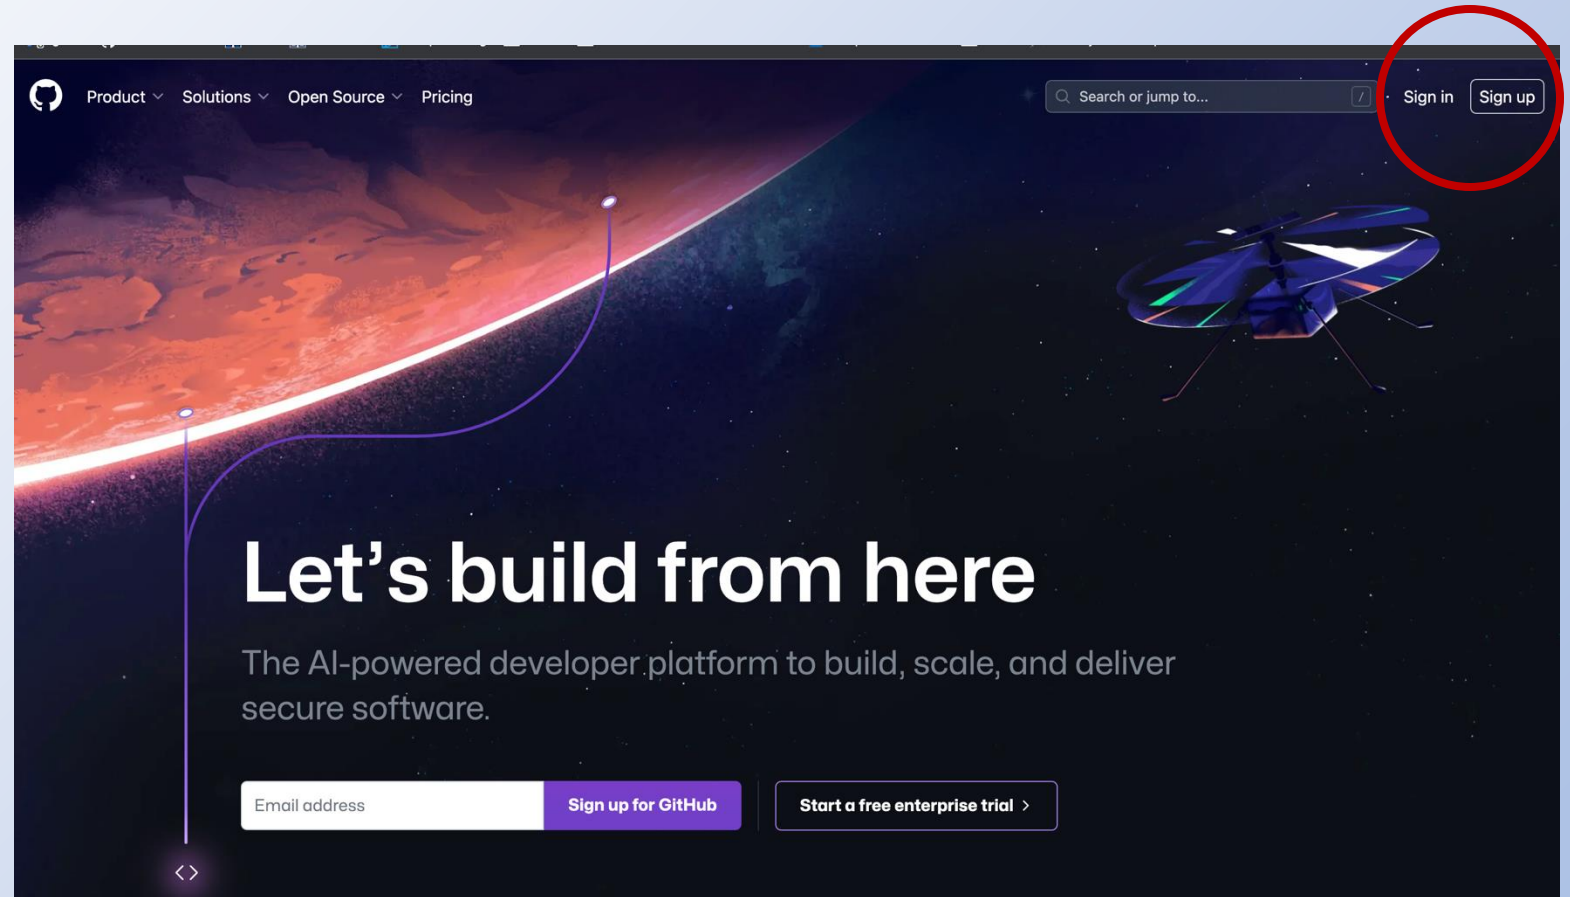 Product Solutions Open Source Pricing Search or jump to... / Sign in Sign up
Let’s build from here
The AI-powered developer platform to build, scale, and deliver
secure software.
Email address Sign up for GitHub Start a free enterprise trial >